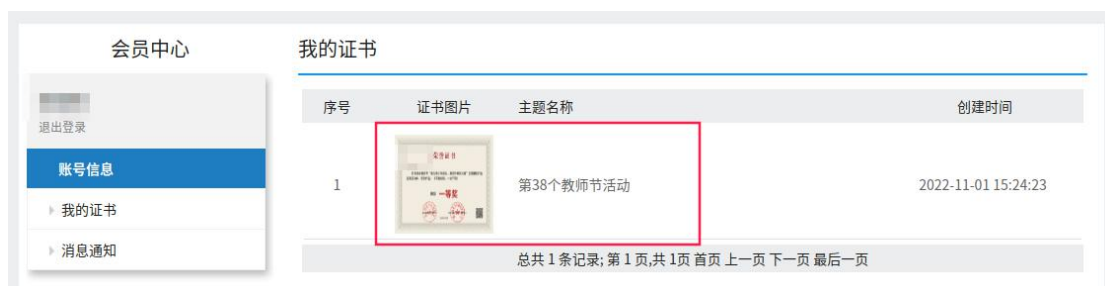 会员中心
我的证书
退出登录
账号信息
我的证书
消息通知
序号 证书图片 主题名称 创建时间
荣誉证书
一等奖
1 第38个教师节活动 2022-11-01 15:24:23
总共 1 条记录; 第 1 页,共 1页 首页 上一页 下一页 最后一页